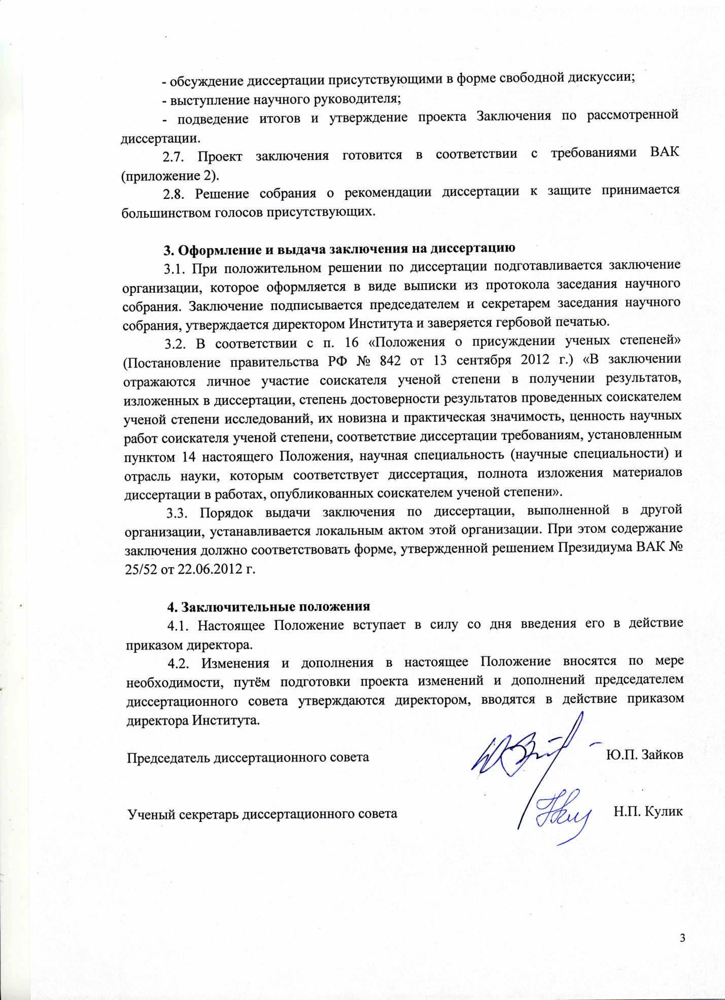 - обсуждение диссертации присутствующими в форме свободной дискуссии;
- выступление научного руководителя;
- подведение итогов и утверждение проекта Заключения по рассмотренной
диссертации.
2.7. Проект заключения готовится в соответствии с требованиями ВАК
(приложение 2).
2.8. Решение собрания о рекомендации диссертации к защите принимается
большинством голосов присутствующих.
3. Оформление и выдача заключения на диссертацию
3.1. При положительном решении по диссертации подготавливается заключение
организации, которое оформляется в виде выписки из протокола заседания научного
собрания. Заключение подписывается председателем и секретарем заседания научного
собрания, утверждается директором Института и заверяется гербовой печатью.
3.2. В соответствии с п. 16 «Положения о присуждении ученых степеней»
(Постановление правительства РФ № 842 от 13 сентября 2012 г.) «В заключении
отражаются личное участие соискателя ученой степени в получении результатов,
изложенных в диссертации, степень достоверности результатов проведенных соискателем
ученой степени исследований, их новизна и практическая значимость, ценность научных
работ соискателя ученой степени, соответствие диссертации требованиям, установленным
пунктом 14 настоящего Положения, научная специальность (научные специальности) и
отрасль науки, которым соответствует диссертация, полнота изложения материалов
диссертации в работах, опубликованных соискателем ученой степени».
3.3. Порядок выдачи заключения по диссертации, выполненной в другой
организации, устанавливается локальным актом этой организации. При этом содержание
заключения должно соответствовать форме, утвержденной решением Президиума ВАК №
25/52 от 22.06.2012 г.
4. Заключительные положения
4.1. Настоящее Положение вступает в силу со дня введения его в действие
приказом директора.
4.2. Изменения и дополнения в настоящее Положение вносятся по мере
необходимости, путём подготовки проекта изменений и дополнений председателем
диссертационного совета утверждаются директором, вводятся в действие приказом
директора Института.
Председатель диссертационного совета Ю.П. Зайков
Ученый секретарь диссертационного совета Н.П. Кулик
3